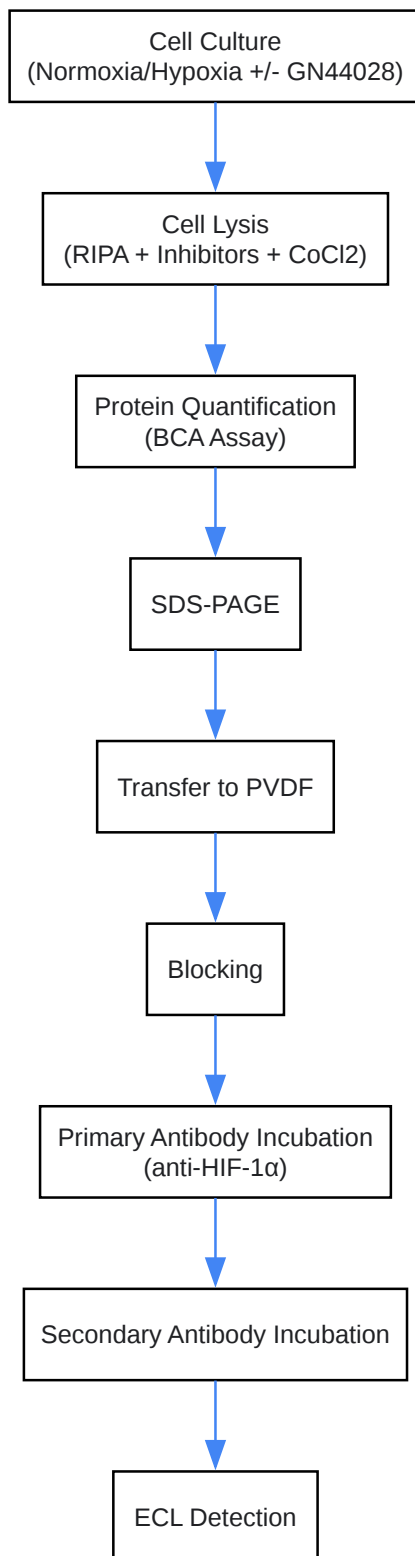 Cell Culture
(Normoxia/Hypoxia +/- GN44028)
Cell Lysis
(RIPA + Inhibitors + CoCl2)
Protein Quantification
(BCA Assay)
SDS-PAGE
Transfer to PVDF
Blocking
Primary Antibody Incubation
(anti-HIF-1α)
Secondary Antibody Incubation
ECL Detection